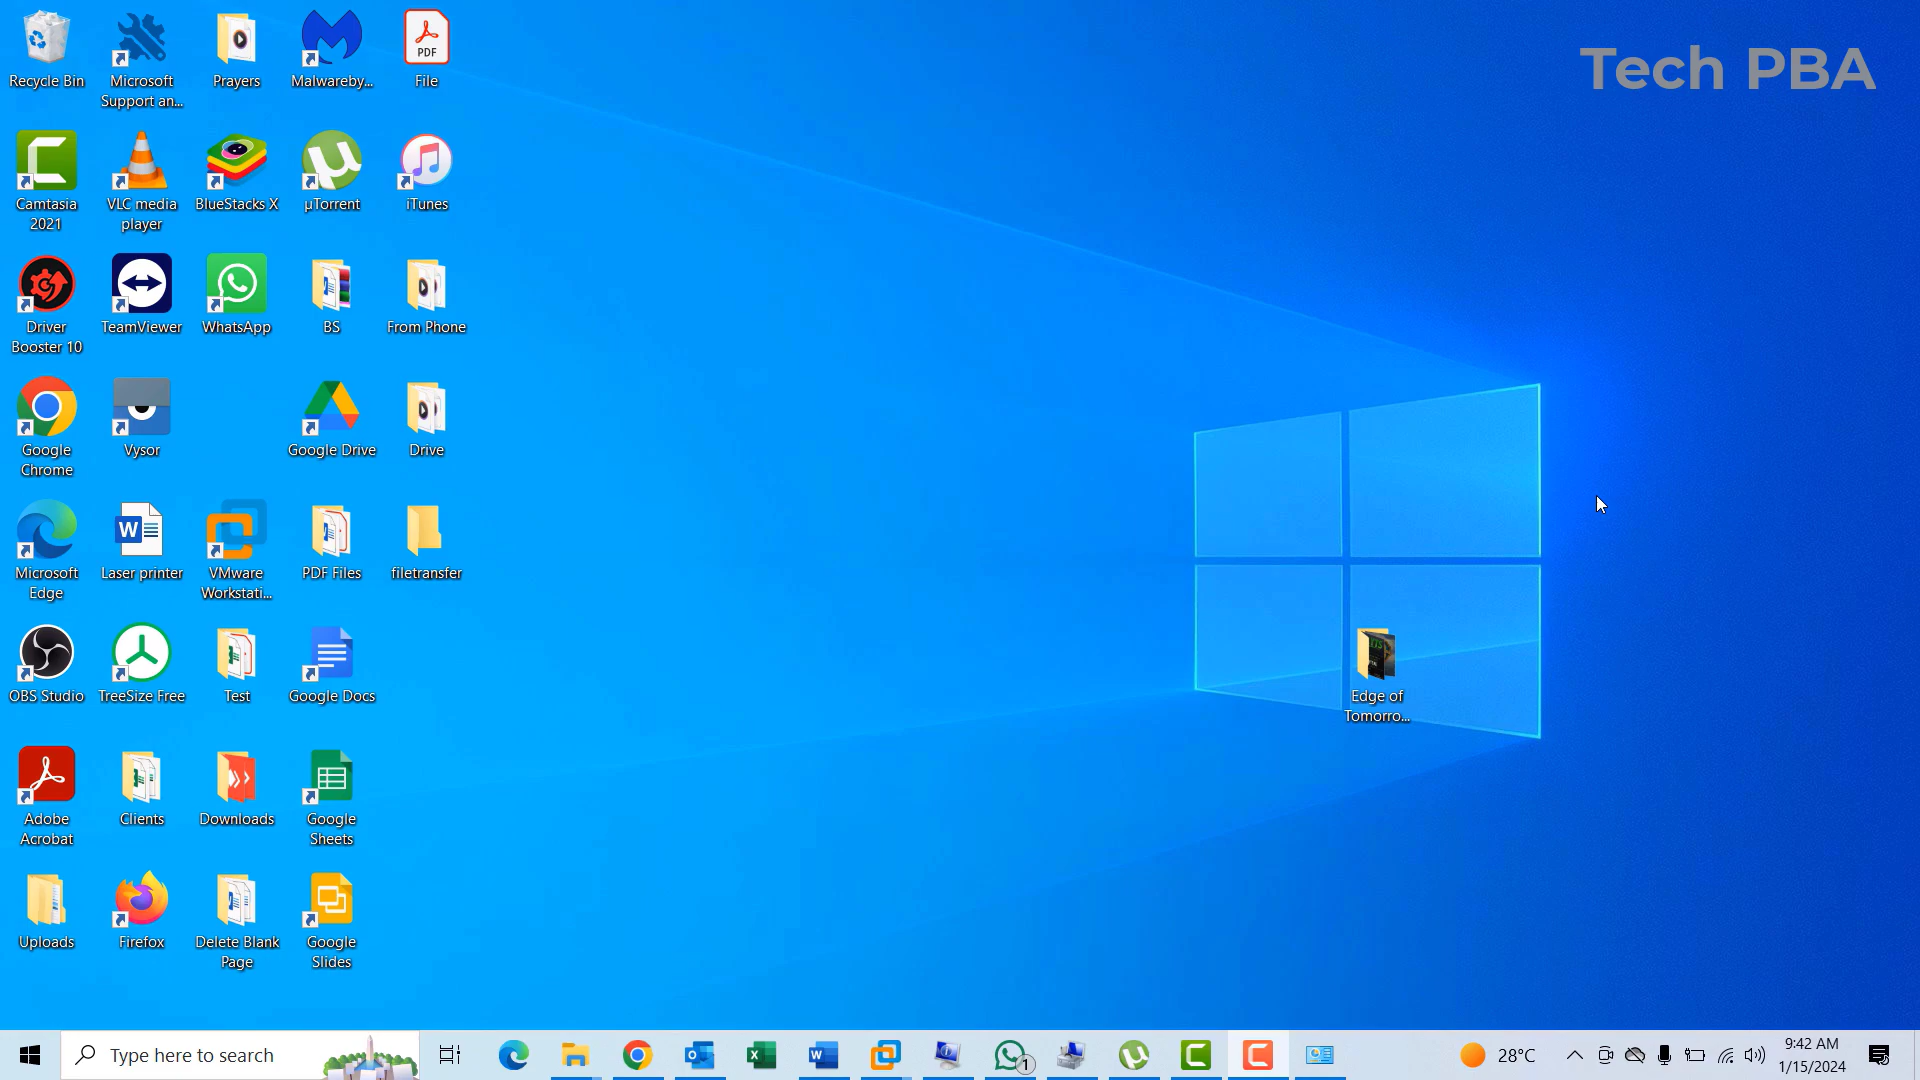 Tech PBA
Recycle Bin
Microsoft
Support an...
Prayers
Malwareby...
PDF
File
Camtasia
2021
VLC media
player
BlueStacks X
µTorrent
iTunes
Driver
Booster 10
TeamViewer
WhatsApp
BS
From Phone
Google
Chrome
Vysor
Google Drive
Drive
Microsoft
Edge
W
Laser printer
VMware
Workstati...
PDF Files
filetransfer
OBS Studio
TreeSize Free
Test
Google Docs
Edge of
Tomorro...
Adobe
Acrobat
Clients
Downloads
Google
Sheets
Uploads
Firefox
Delete Blank
Page
Google
Slides
Type here to search
1
28°C
9:42 AM
1/15/2024